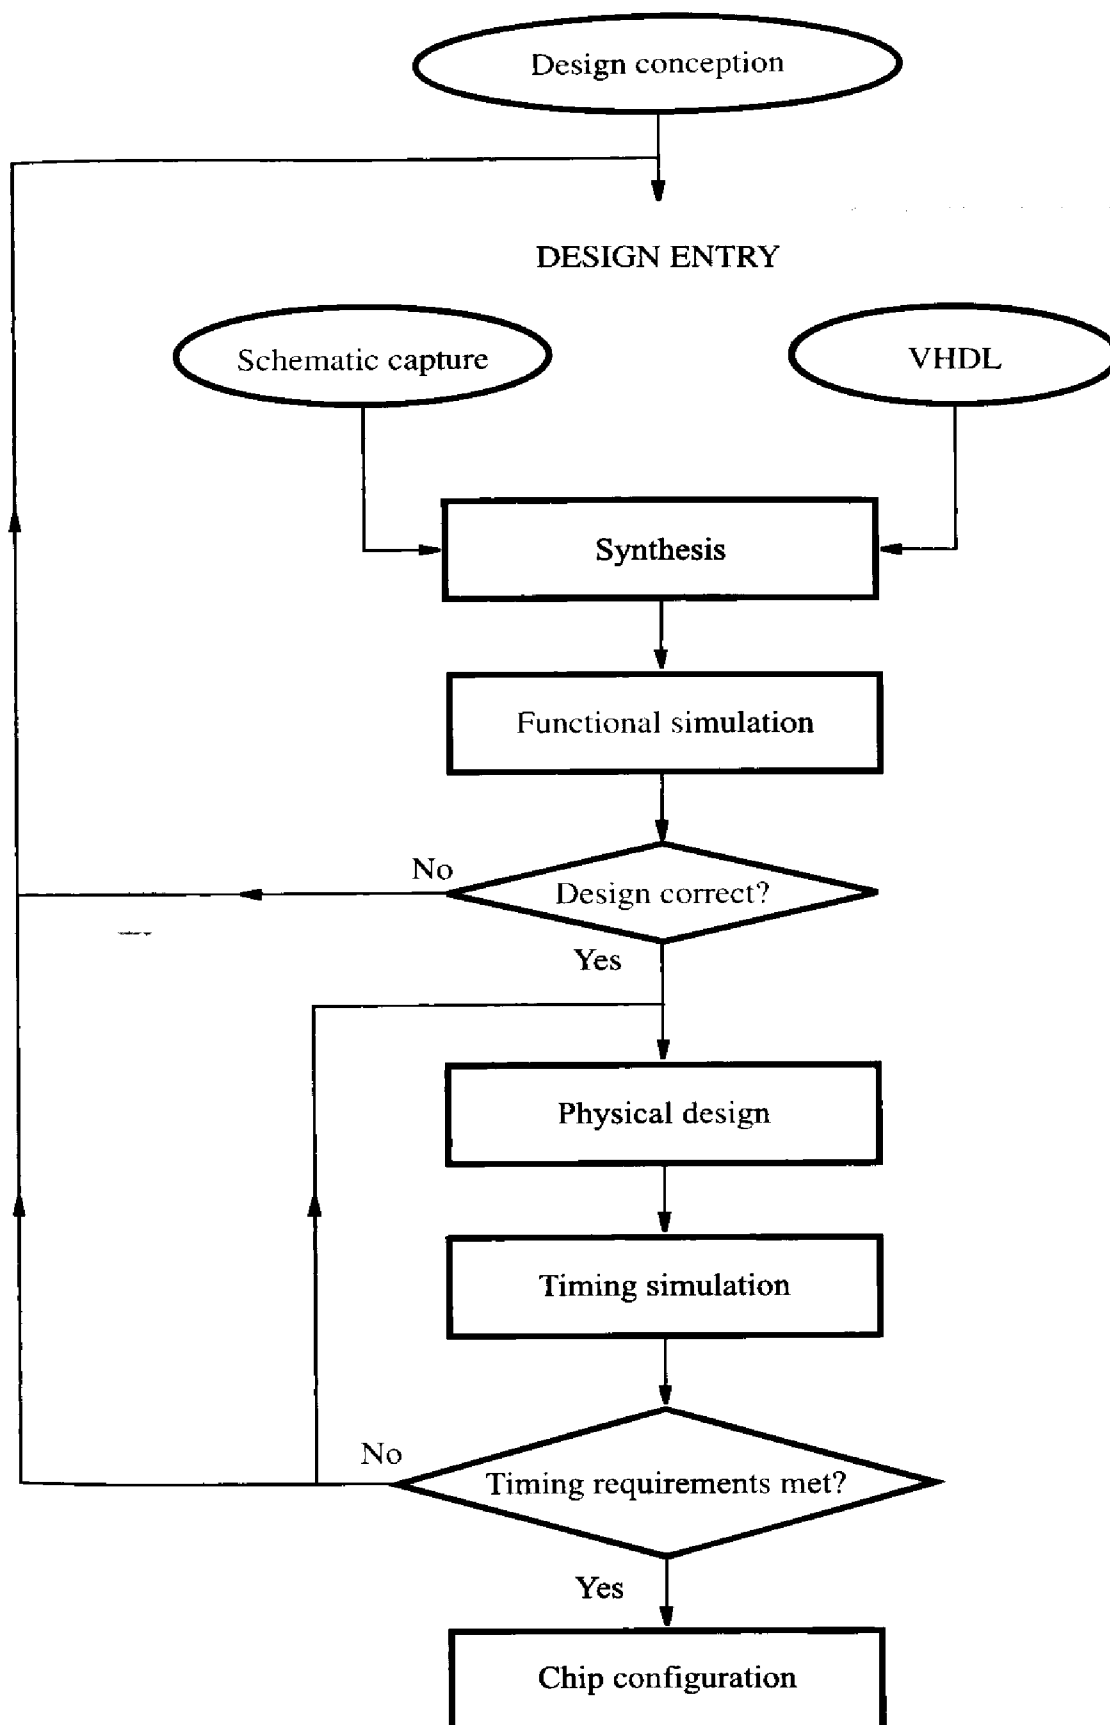 Design conception
DESIGN ENTRY
Schematic capture
VHDL
Synthesis
Functional simulation
No
Design correct?
Yes
Physical design
Timing simulation
No
Timing requirements met?
Yes
Chip configuration